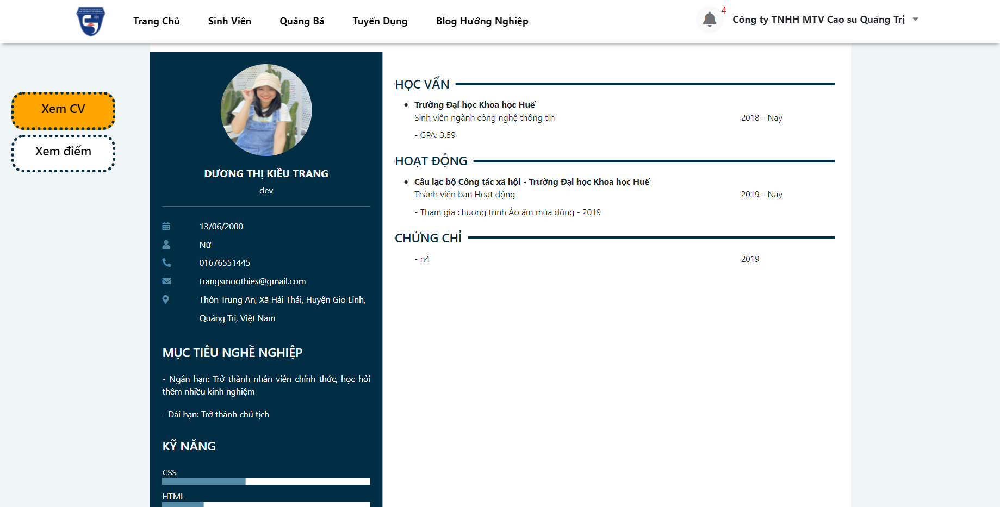 Trang Chủ
Sinh Viên
Quảng Bá
Tuyển Dụng
Blog Hướng Nghiệp
4
Công ty TNHH MTV Cao su Quảng Trị
Xem CV
Xem điểm
DƯƠNG THỊ KIỀU TRANG
dev
13/06/2000
Nữ
01676551445
trangsmoothies@gmail.com
Thôn Trung An, Xã Hải Thái, Huyện Gio Linh,
Quảng Trị, Việt Nam
MỤC TIÊU NGHỀ NGHIỆP
- Ngắn hạn: Trở thành nhân viên chính thức, học hỏi
thêm nhiều kinh nghiệm
- Dài hạn: Trở thành chủ tịch
KỸ NĂNG
CSS
HTML
HỌC VẤN
Trường Đại học Khoa học Huế
Sinh viên ngành công nghệ thông tin 2018 - Nay
- GPA: 3.59
HOẠT ĐỘNG
Câu lạc bộ Công tác xã hội - Trường Đại học Khoa học Huế
Thành viên ban Hoạt động 2019 - Nay
- Tham gia chương trình Áo ấm mùa đông - 2019
CHỨNG CHỈ
- n4 2019